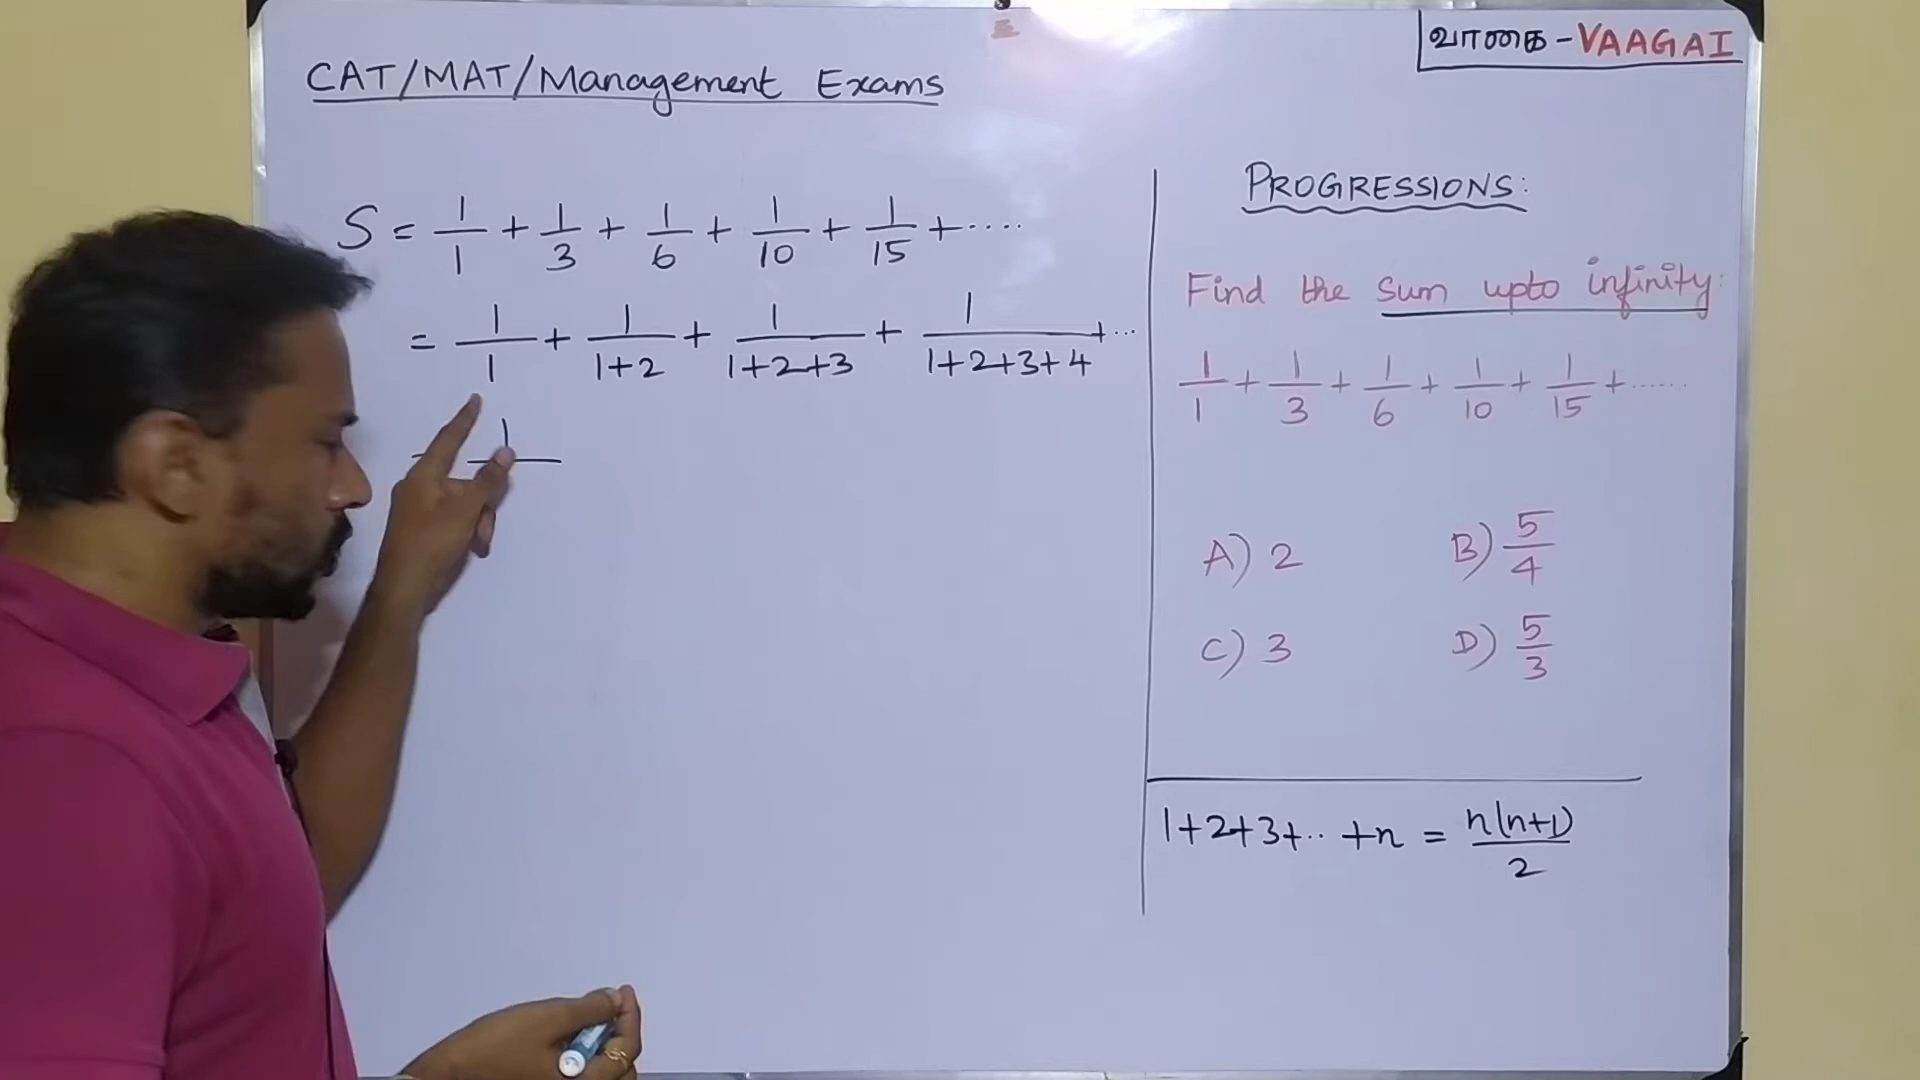 வாகை - VAAGAI
CAT/MAT/Management Exams
S = 1/1 + 1/3 + 1/6 + 1/10 + 1/15 + ....
= 1/1 + 1/(1+2) + 1/(1+2+3) + 1/(1+2+3+4) + ...
1/
PROGRESSIONS:
Find the sum upto infinity:
1/1 + 1/3 + 1/6 + 1/10 + 1/15 + ......
A) 2 B) 5/4
C) 3 D) 5/3
1+2+3+.. +n = n(n+1)/2